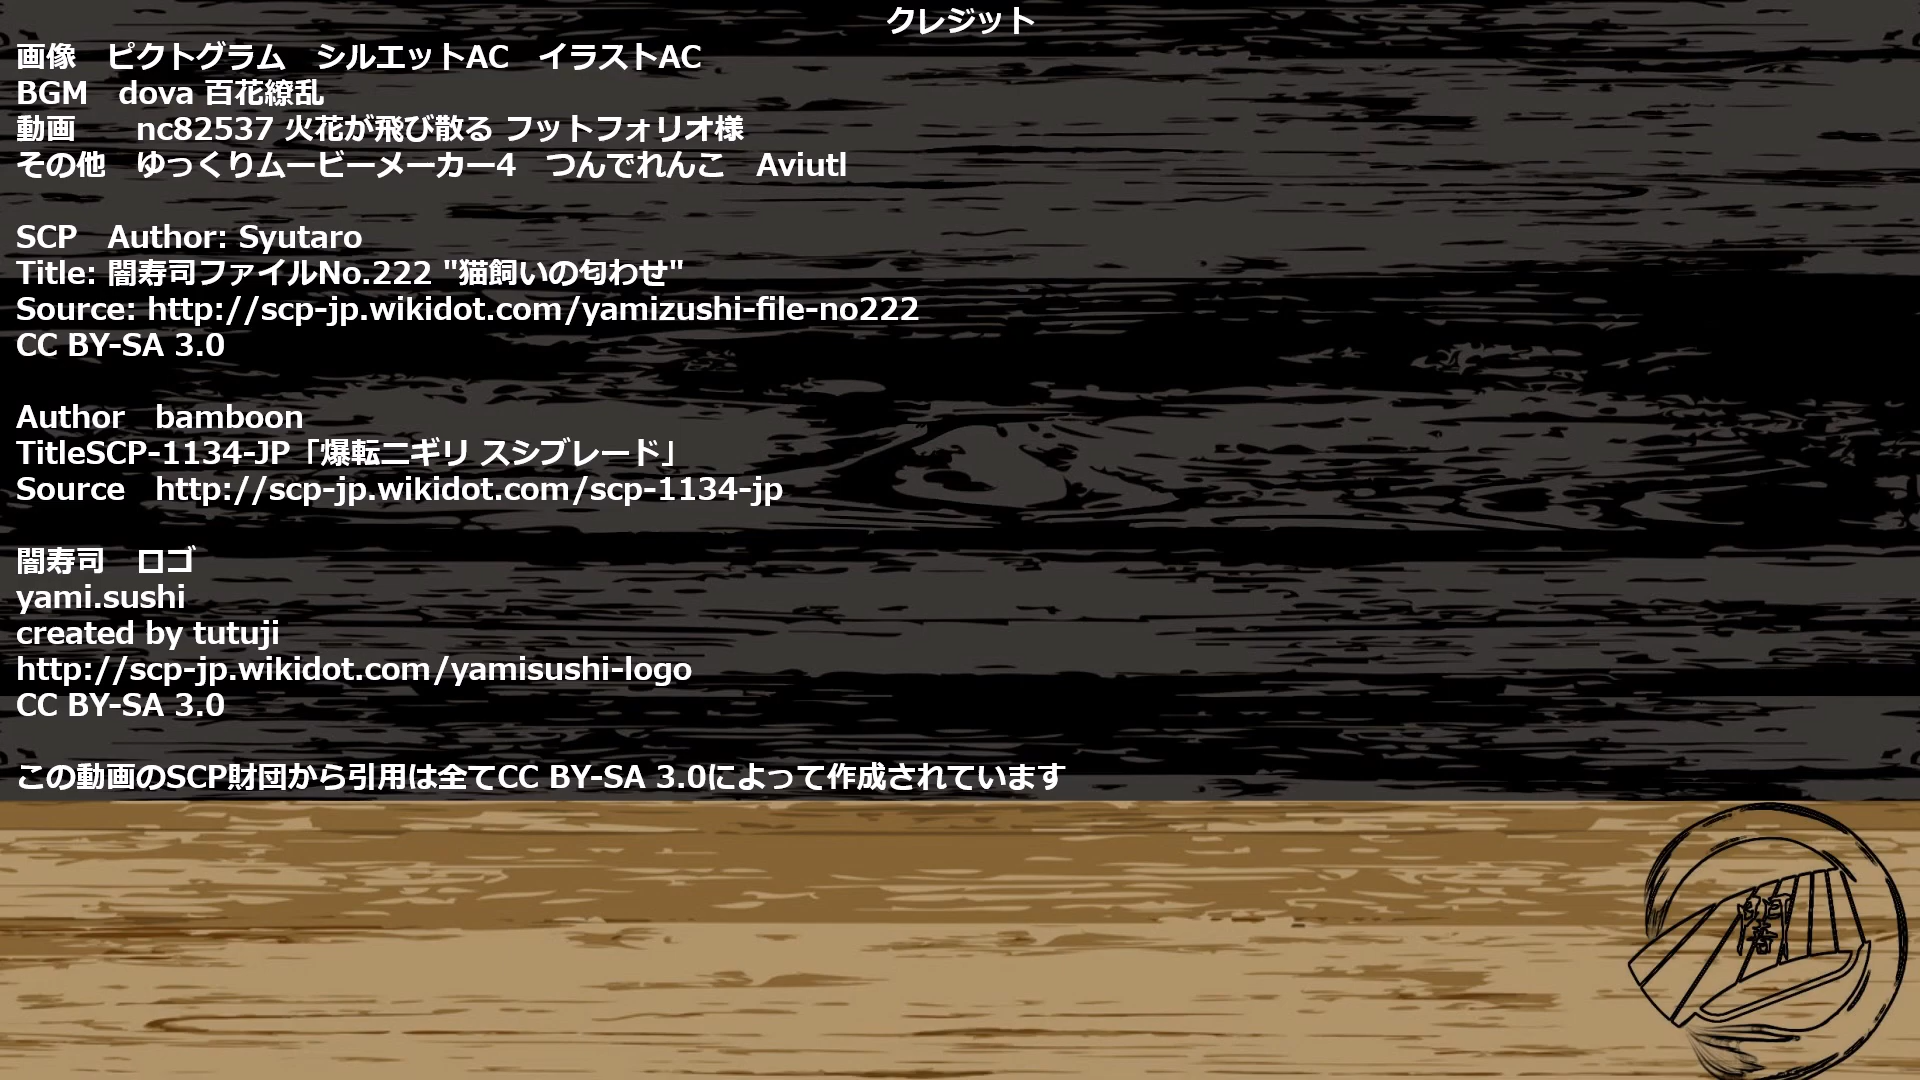 クレジット
画像　ピクトグラム　シルエットAC　イラストAC
BGM　dova 百花繚乱
動画　　nc82537 火花が飛び散る フットフォリオ様
その他　ゆっくりムービーメーカー4　つんでれんこ　Aviutl
SCP　Author: Syutaro
Title: 闇寿司ファイルNo.222 "猫飼いの匂わせ"
Source: http://scp-jp.wikidot.com/yamizushi-file-no222
CC BY-SA 3.0
Author　bamboon
TitleSCP-1134-JP「爆転ニギリ スシブレード」
Source　http://scp-jp.wikidot.com/scp-1134-jp
闇寿司　ロゴ
yami.sushi
created by tutuji
http://scp-jp.wikidot.com/yamisushi-logo
CC BY-SA 3.0
この動画のSCP財団から引用は全てCC BY-SA 3.0によって作成されています
闇寿